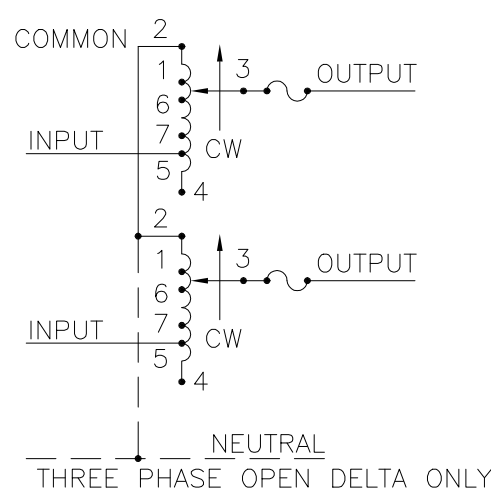 COMMON 2
1 3 OUTPUT
6
INPUT 7 CW
5
4
2
1 3 OUTPUT
6
INPUT 7 CW
5
4
NEUTRAL
THREE PHASE OPEN DELTA ONLY